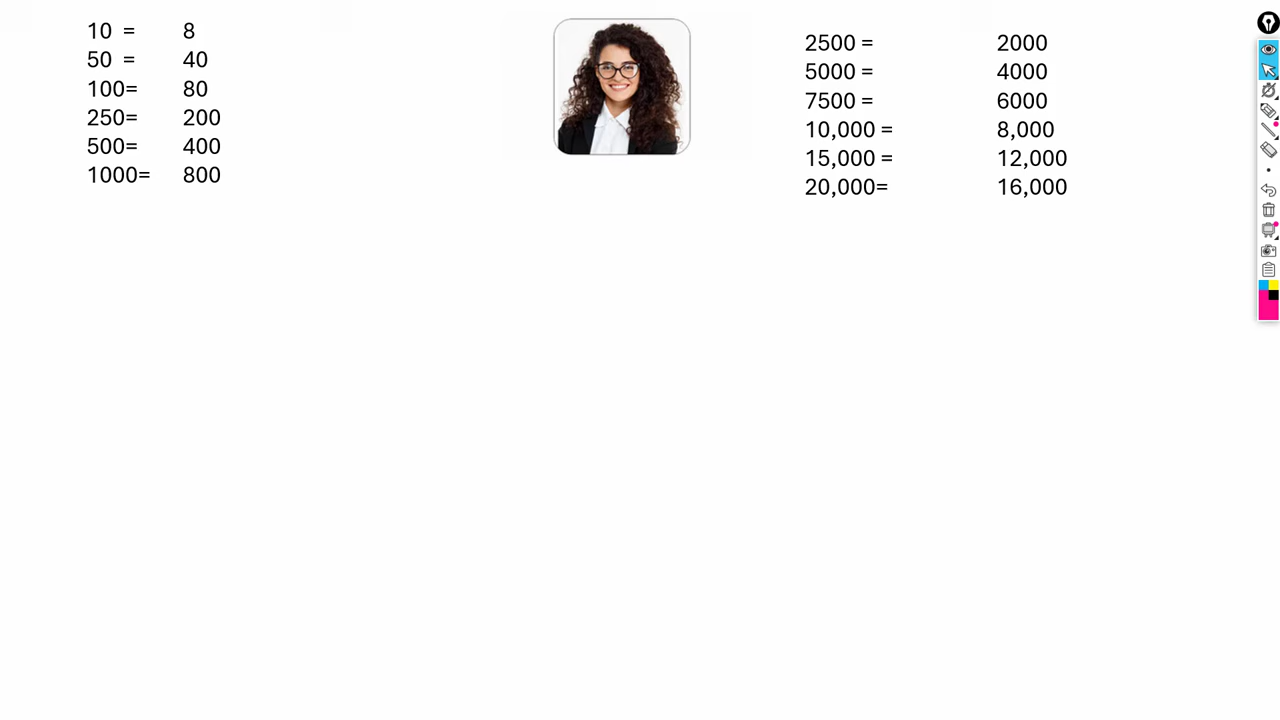 10 = 8
50 = 40
100= 80
250= 200
500= 400
1000= 800
2500 = 2000
5000 = 4000
7500 = 6000
10,000 = 8,000
15,000 = 12,000
20,000= 16,000